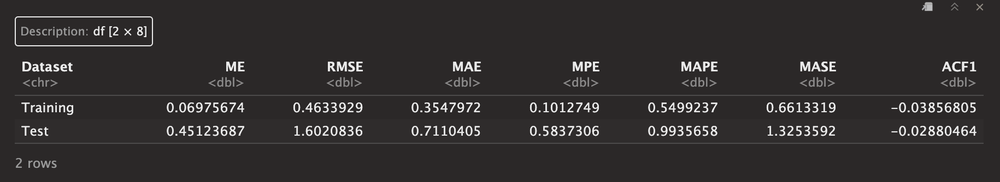 Description: df [2 × 8]
Dataset ME RMSE MAE MPE MAPE MASE ACF1
<chr> <dbl> <dbl> <dbl> <dbl> <dbl> <dbl> <dbl>
Training 0.06975674 0.4633929 0.3547972 0.1012749 0.5499237 0.6613319 −0.03856805
Test 0.45123687 1.6020836 0.7110405 0.5837306 0.9935658 1.3253592 −0.02880464
2 rows